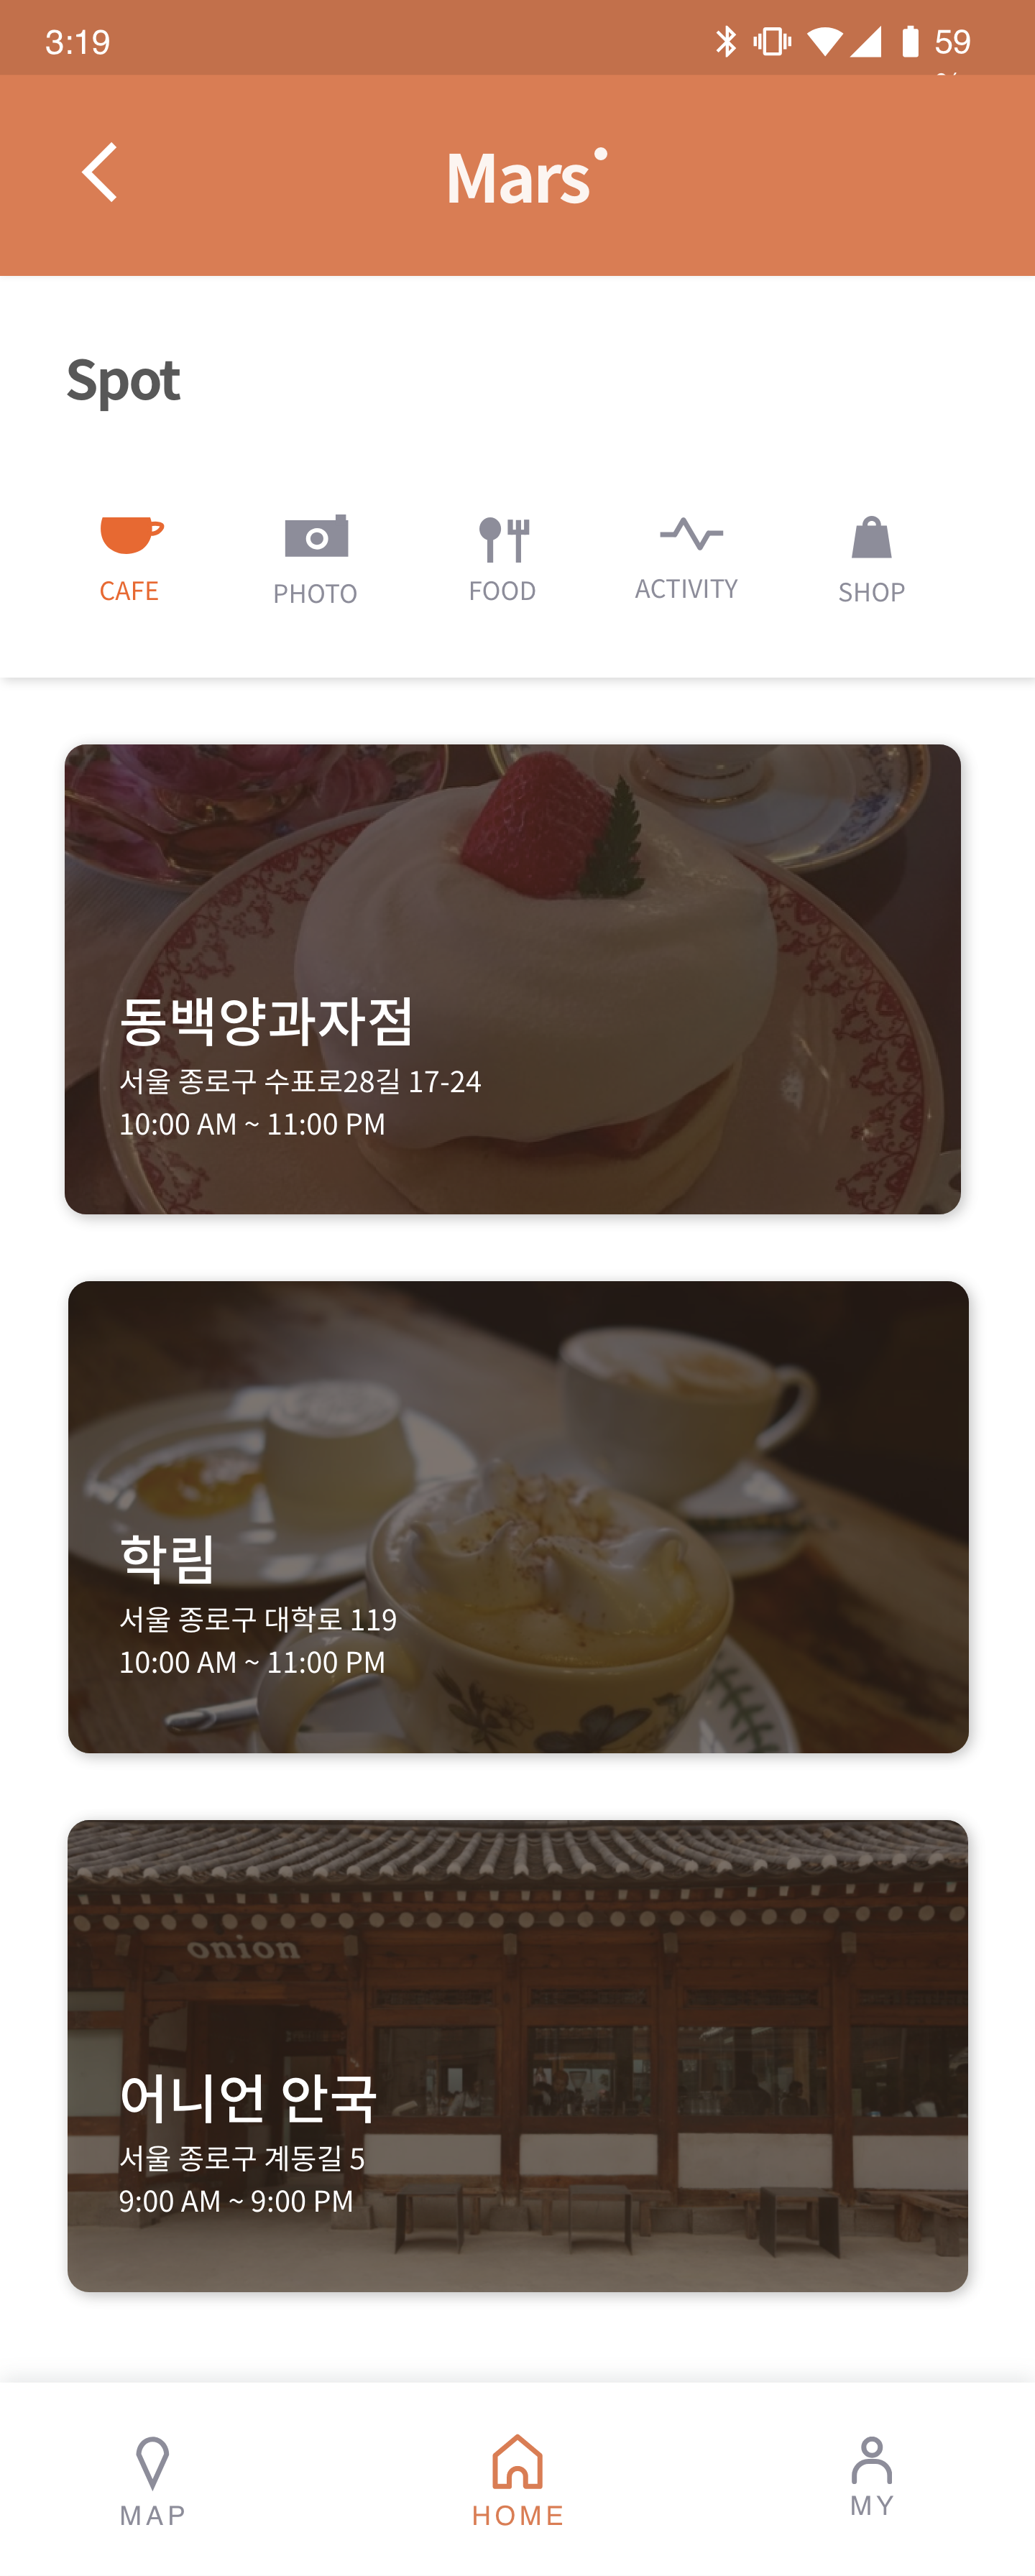 3:19
59
Mars
Spot
CAFE
PHOTO
FOOD
ACTIVITY
SHOP
동백양과자점
서울 종로구 수표로28길 17-24
10:00 AM ~ 11:00 PM
학림
서울 종로구 대학로 119
10:00 AM ~ 11:00 PM
onion
어니언 안국
서울 종로구 계동길 5
9:00 AM ~ 9:00 PM
MAP
HOME
MY